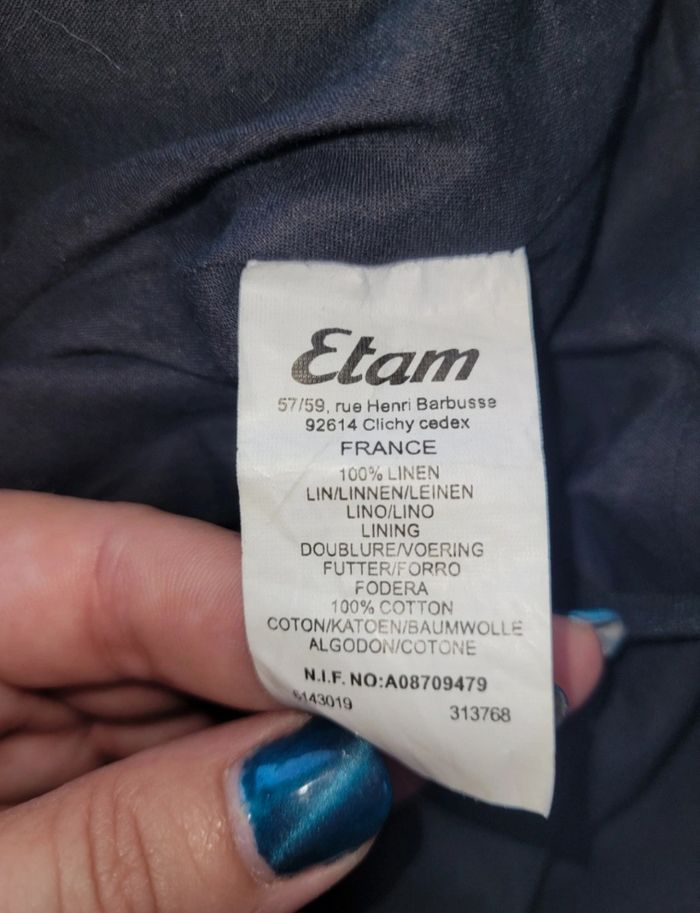 Etam
57/59, rue Henri Barbusse
92614 Clichy cedex
FRANCE
100% LINEN
LIN/LINNEN/LEINEN
LINO/LINO
LINING
DOUBLURE/VOERING
FUTTER/FORRO
FODERA
100% COTTON
COTON/KATOEN/BAUMWOLLE
ALGODON/COTONE
N.I.F. NO:A08709479
6143019 313768